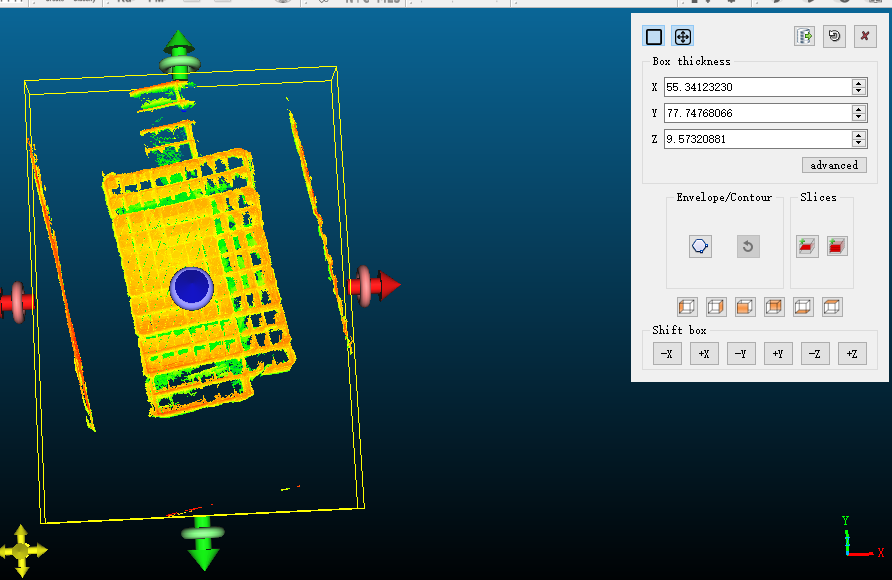 Box thickness
X 55.34123230
Y 77.74768066
Z 9.57320881
advanced
Envelope/Contour
Slices
Shift box
-X +X -Y +Y -Z +Z
Y
X